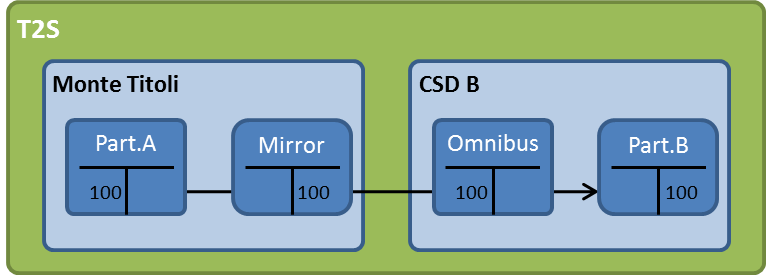 T2S
Monte Titoli
CSD B
Part.A
Mirror
Omnibus
Part.B
100
100
100
100